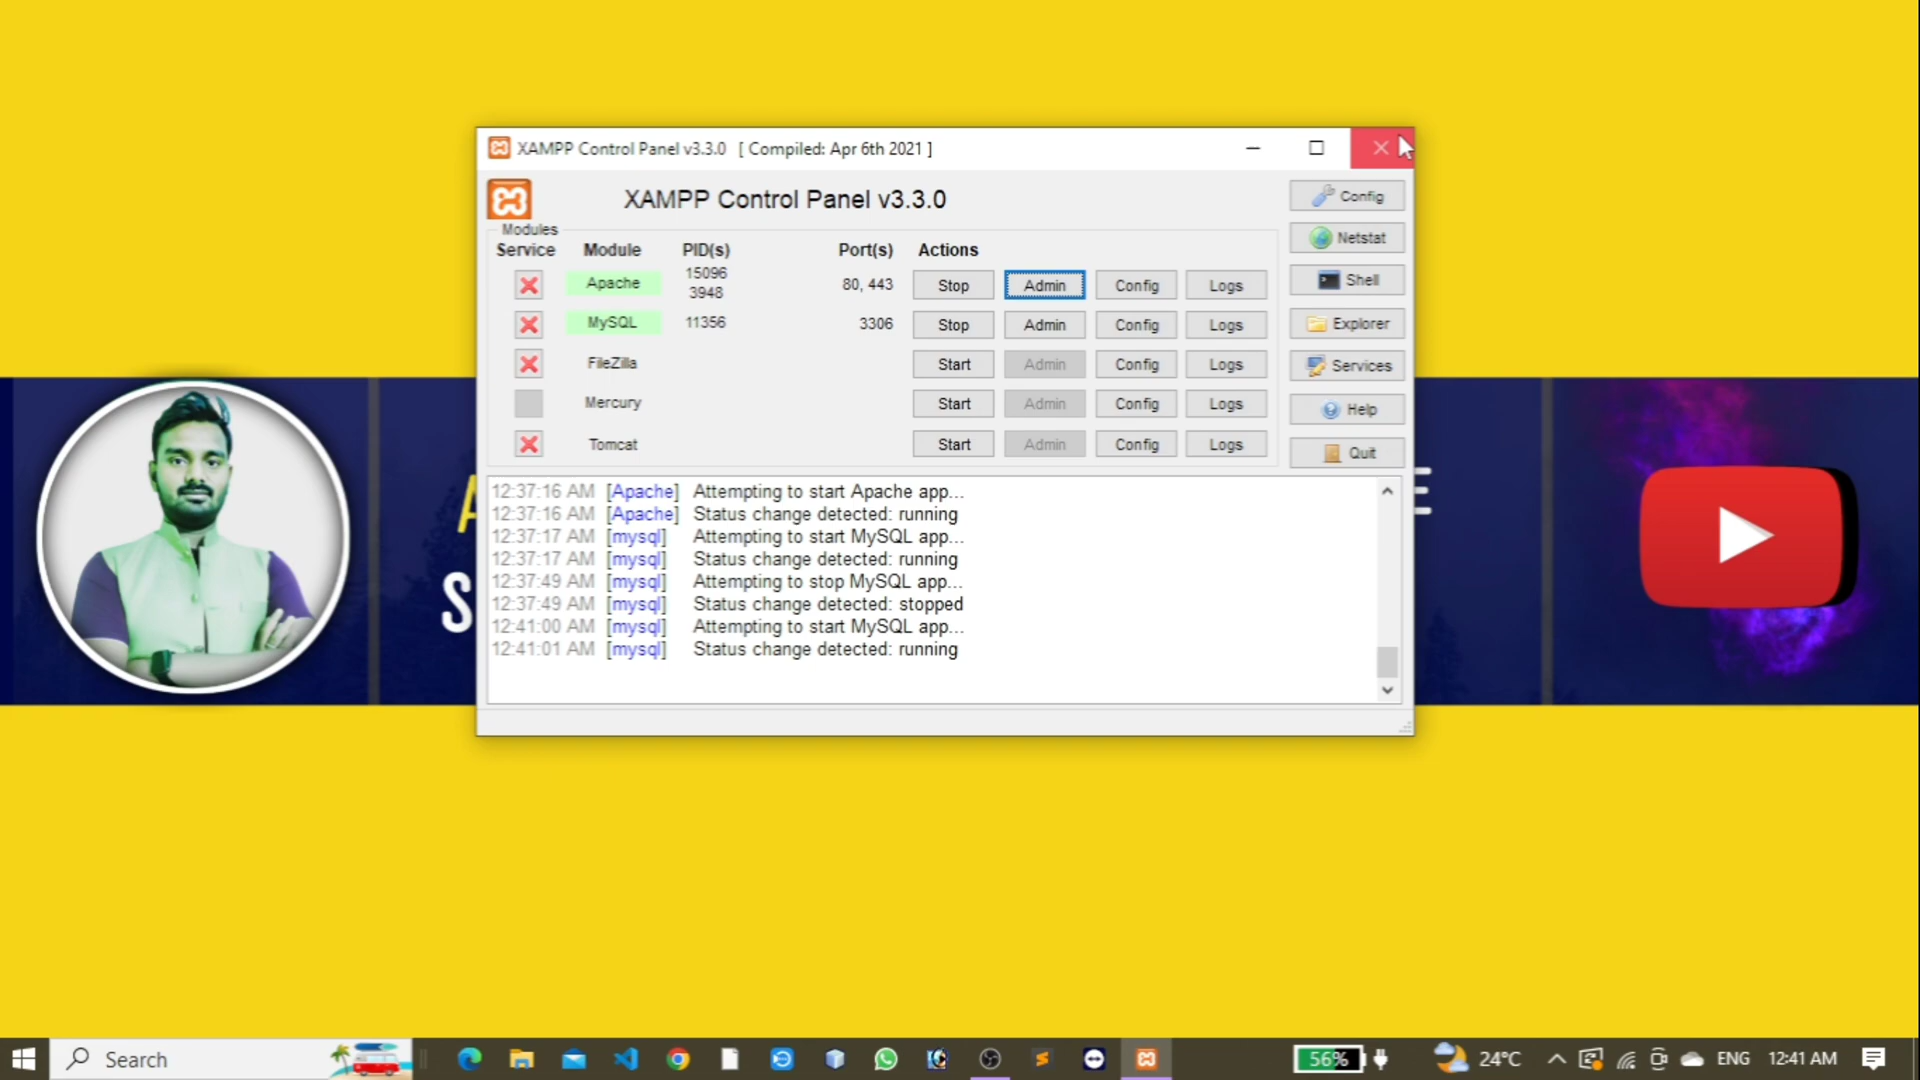 XAMPP Control Panel v3.3.0 [ Compiled: Apr 6th 2021 ]
XAMPP Control Panel v3.3.0
Config
Modules
Service Module PID(s) Port(s) Actions
Netstat
Apache 15096 3948 80, 443 Stop Admin Config Logs
Shell
MySQL 11356 3306 Stop Admin Config Logs
Explorer
FileZilla Start Admin Config Logs
Services
Mercury Start Admin Config Logs
Help
Tomcat Start Admin Config Logs
Quit
12:37:16 AM [Apache] Attempting to start Apache app...
12:37:16 AM [Apache] Status change detected: running
12:37:17 AM [mysql] Attempting to start MySQL app...
12:37:17 AM [mysql] Status change detected: running
12:37:49 AM [mysql] Attempting to stop MySQL app...
12:37:49 AM [mysql] Status change detected: stopped
12:41:00 AM [mysql] Attempting to start MySQL app...
12:41:01 AM [mysql] Status change detected: running
Search
56%
24°C
ENG
12:41 AM